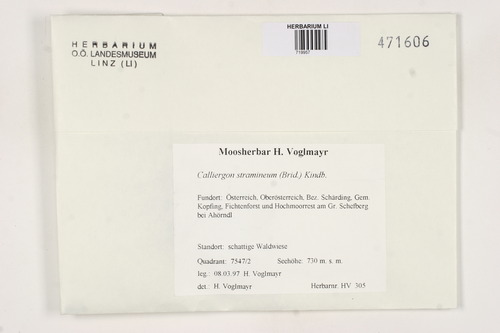 HERBARIUM
O.Ö. LANDESMUSEUM
LINZ (LI)
HERBARIUM LI
471606
Moosherbar H. Voglmayr
Calliergon stramineum (Brid.) Kindb.
Fundort: Österreich, Oberösterreich, Bez. Schärding, Gem.
Kopfing, Fichtenforst und Hochmoorrest am Gr. Schefberg
bei Ahörndl
Standort: schattige Waldwiese
Quadrant: 7547/2 Seehöhe: 730 m. s. m.
leg.: 08.03.97 H. Voglmayr
det.: H. Voglmayr Herbarnr. HV 305